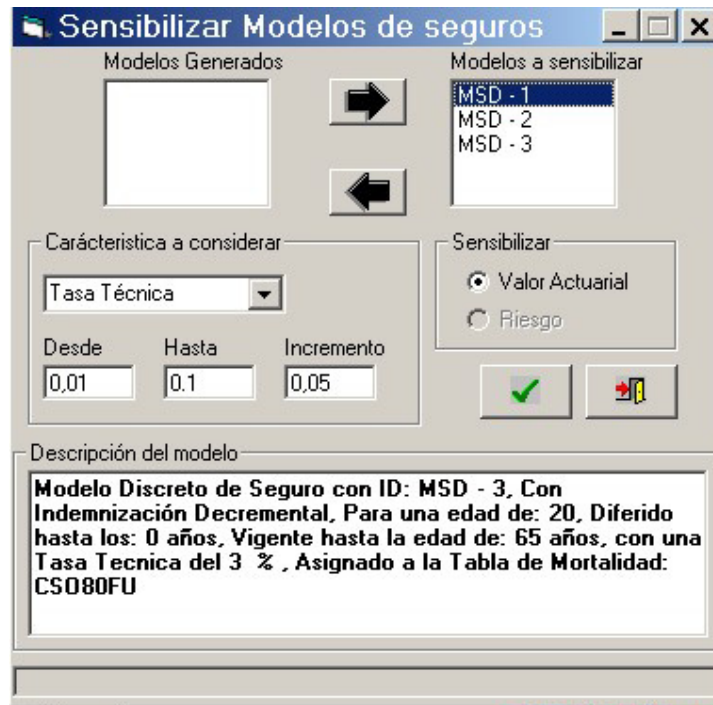 Sensibilizar Modelos de seguros
Modelos Generados
Modelos a sensibilizar
MSD - 1
MSD - 2
MSD - 3
Carácteristica a considerar
Tasa Técnica
Desde
Hasta
Incremento
0,01
0.1
0,05
Sensibilizar
Valor Actuarial
Riesgo
Descripción del modelo
Modelo Discreto de Seguro con ID: MSD - 3, Con
Indemnización Decremental, Para una edad de: 20, Diferido
hasta los: 0 años, Vigente hasta la edad de: 65 años, con una
Tasa Tecnica del 3 % , Asignado a la Tabla de Mortalidad:
CSO80FU